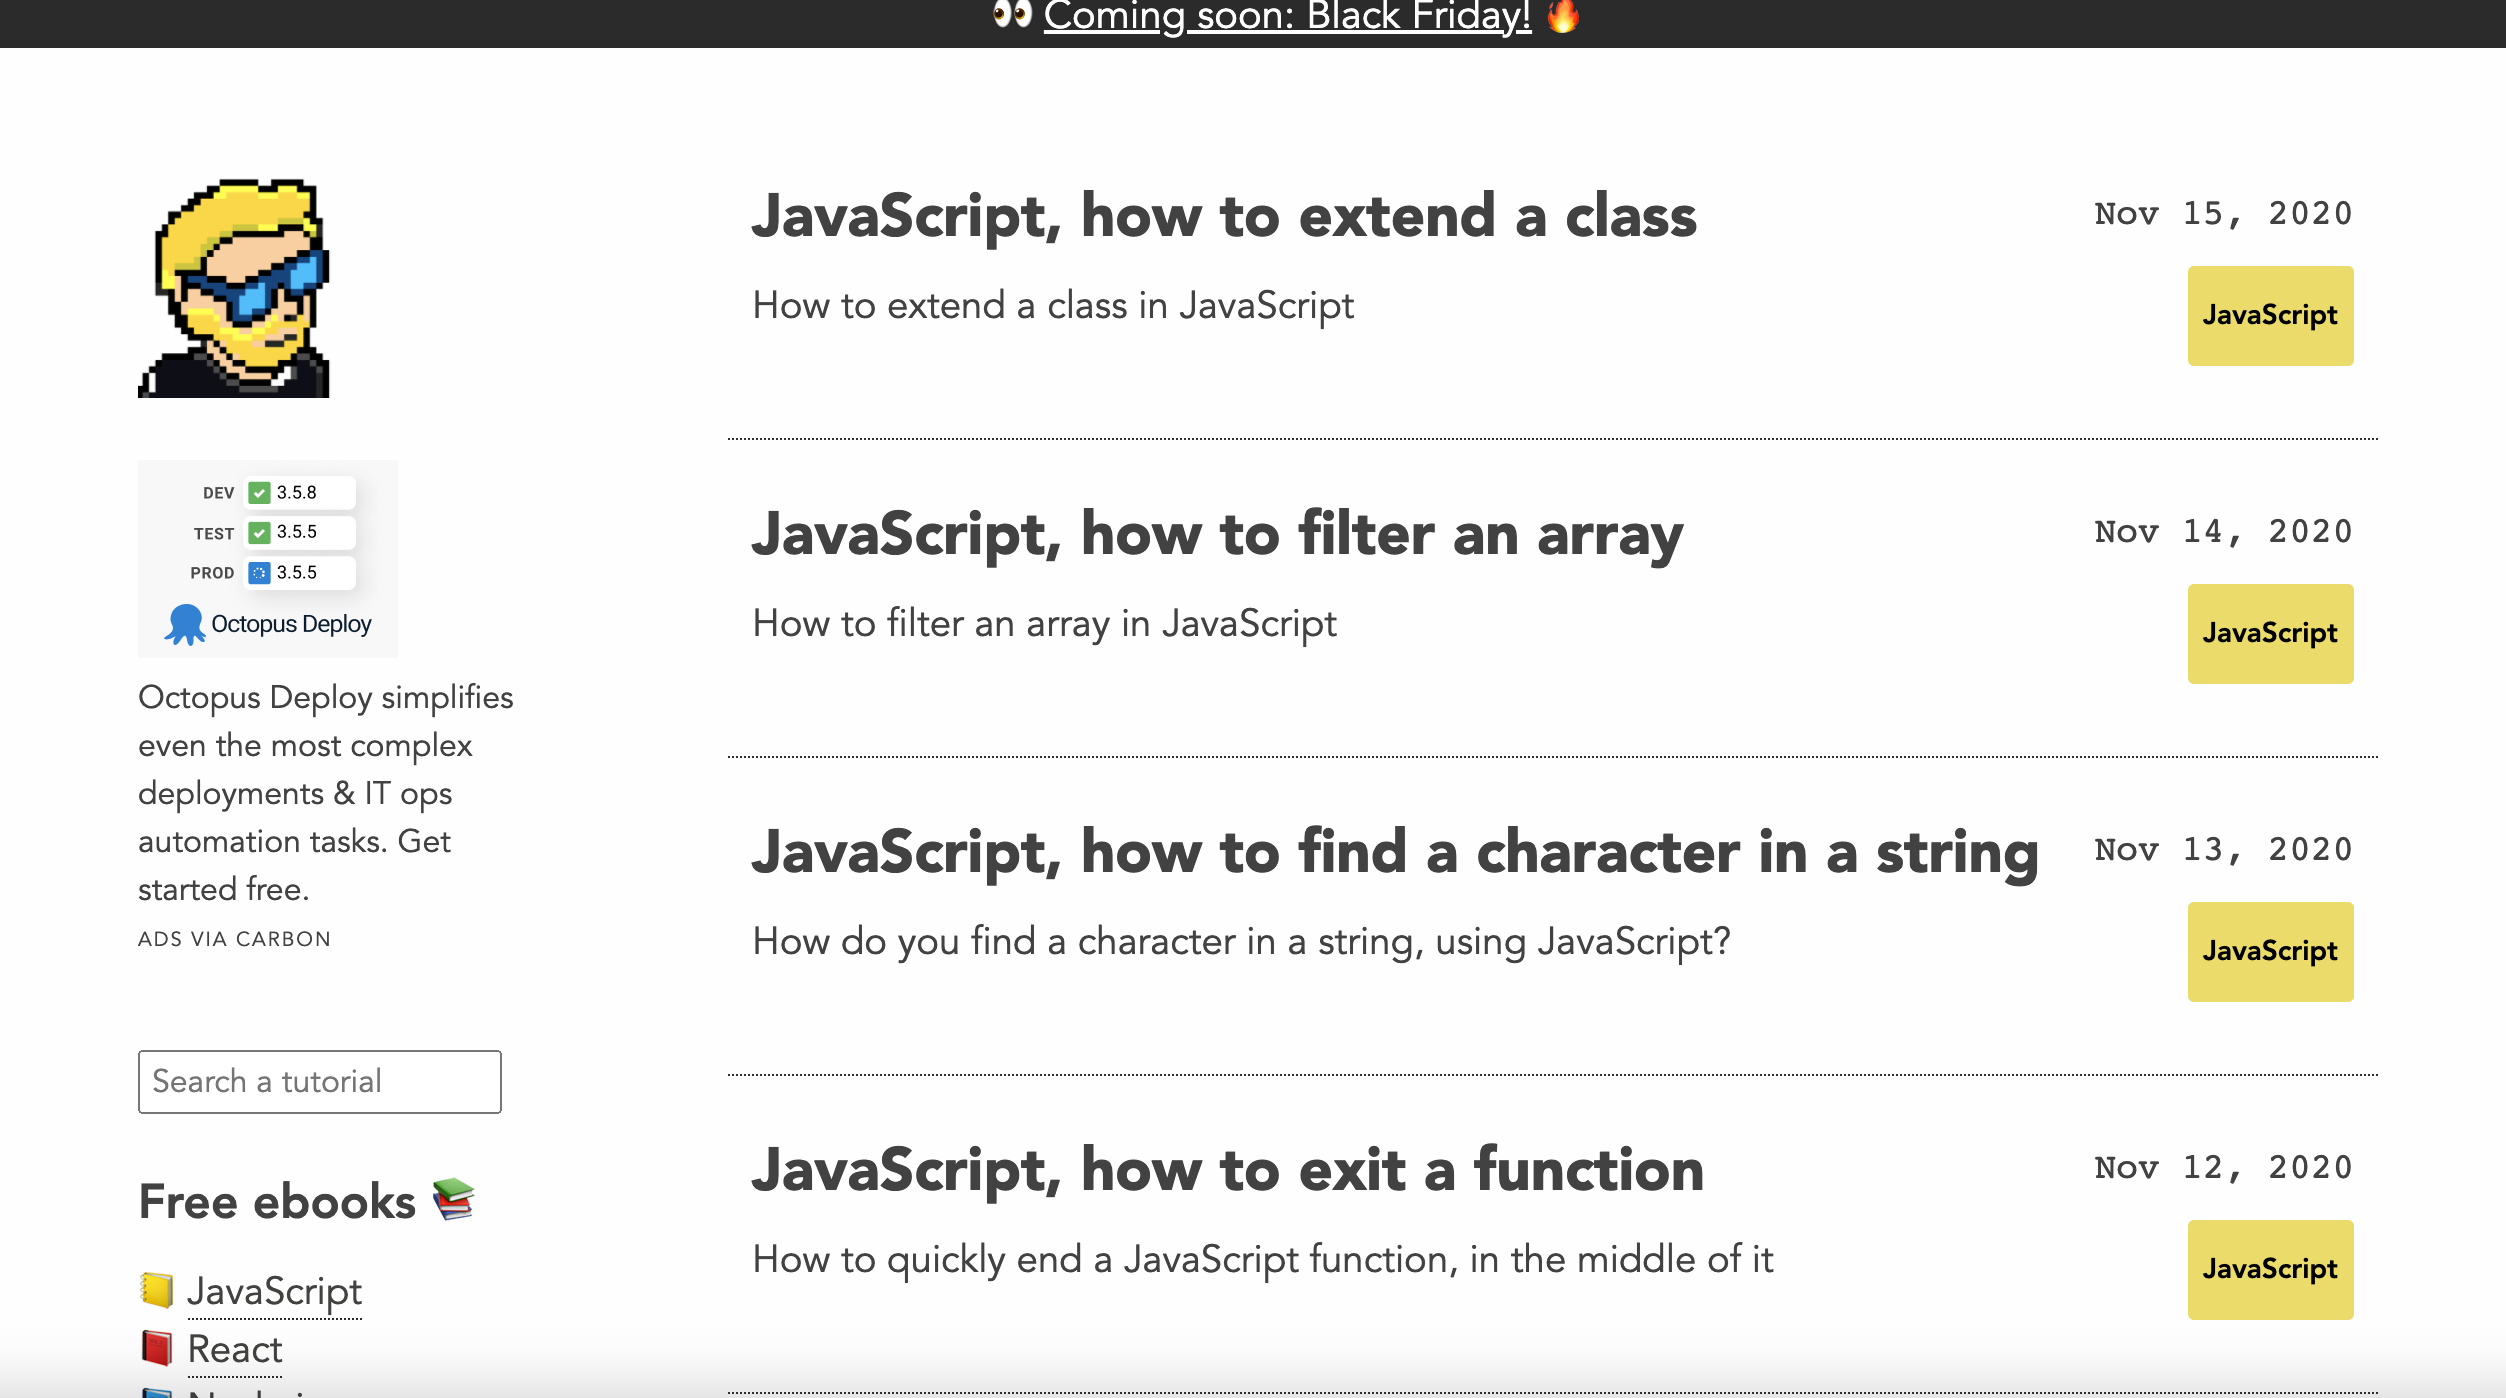 👀 Coming soon: Black Friday! 🔥
DEV 3.5.8
TEST 3.5.5
PROD 3.5.5
Octopus Deploy
Octopus Deploy simplifies
even the most complex
deployments & IT ops
automation tasks. Get
started free.
ADS VIA CARBON
Search a tutorial
Free ebooks 📚
JavaScript
React
JavaScript, how to extend a class
Nov 15, 2020
How to extend a class in JavaScript
JavaScript
JavaScript, how to filter an array
Nov 14, 2020
How to filter an array in JavaScript
JavaScript
JavaScript, how to find a character in a string
Nov 13, 2020
How do you find a character in a string, using JavaScript?
JavaScript
JavaScript, how to exit a function
Nov 12, 2020
How to quickly end a JavaScript function, in the middle of it
JavaScript